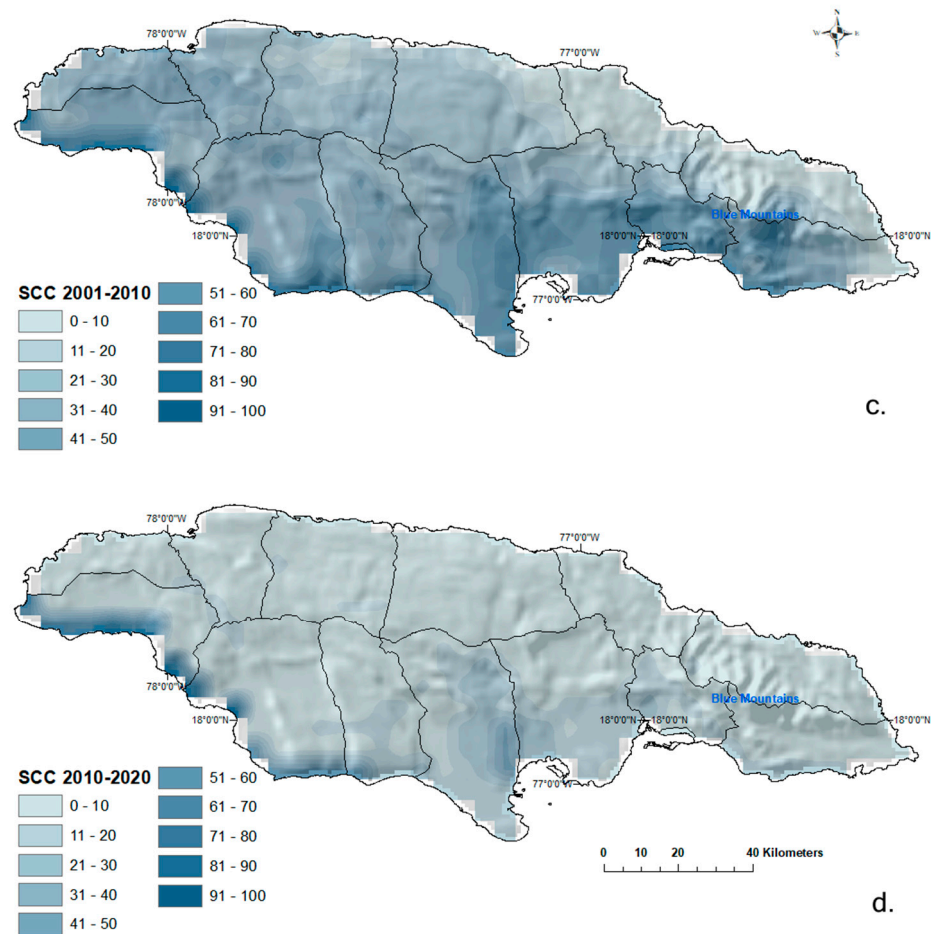 N
W E
S
78°0'0"W
77°0'0"W
Blue Mountains
78°0'0"W
18°0'0"N 18°0'0"N
18°0'0"N 18°0'0"N
77°0'0"W
SCC 2001-2010
0 - 10
11 - 20
21 - 30
31 - 40
41 - 50
51 - 60
61 - 70
71 - 80
81 - 90
91 - 100
c.
78°0'0"W
77°0'0"W
Blue Mountains
78°0'0"W
18°0'0"N 18°0'0"N
18°0'0"N 18°0'0"N
77°0'0"W
SCC 2010-2020
0 - 10
11 - 20
21 - 30
31 - 40
41 - 50
51 - 60
61 - 70
71 - 80
81 - 90
91 - 100
0 10 20 40 Kilometers
d.